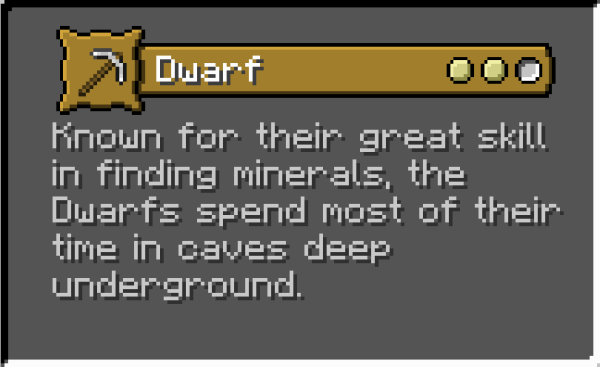 Dwarf
Known for their great skill
in finding minerals, the
Dwarfs spend most of their
time in caves deep
underground.